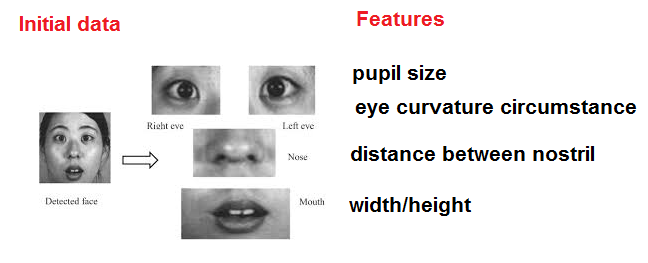 Initial data
Features
pupil size
eye curvature circumstance
Right eye
Left eye
distance between nostril
Nose
width/height
Mouth
Detected face